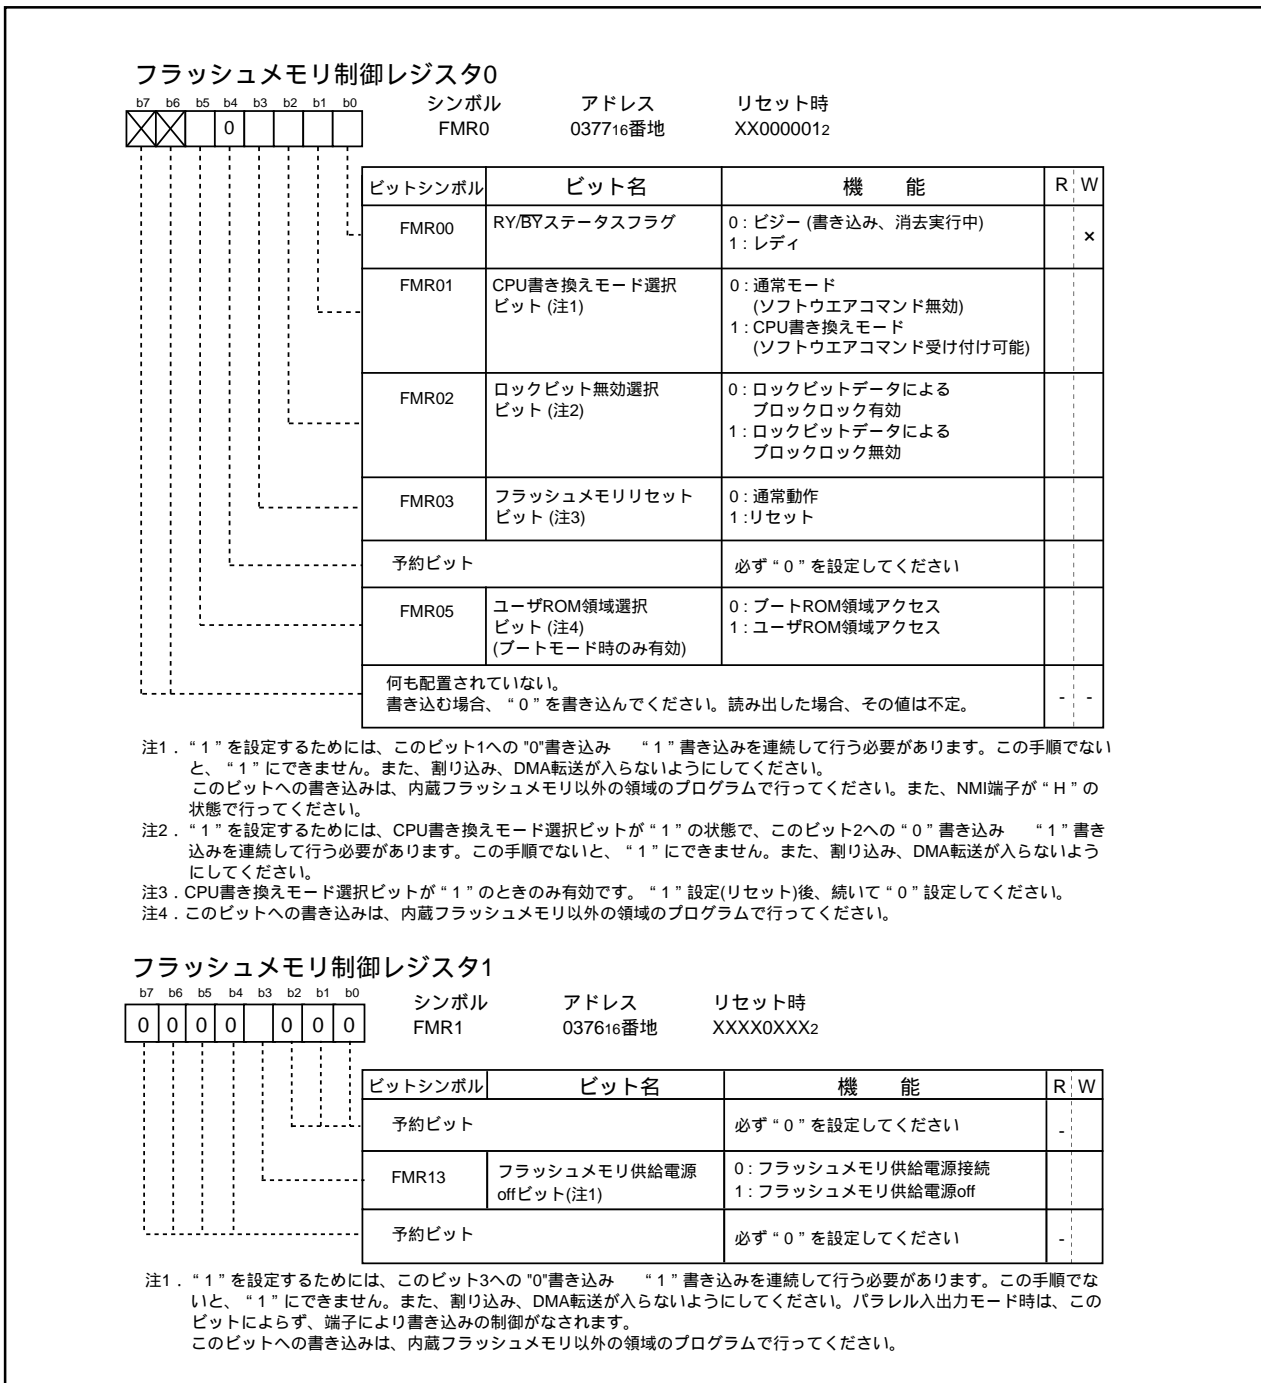 フラッシュメモリ制御レジスタ0
b7 b6 b5 b4 b3 b2 b1 b0
0
シンボル アドレス リセット時
FMR0 037716番地 XX0000012
ビットシンボル ビット名 機 能 R W
FMR00 RY/BYステータスフラグ 0 : ビジー (書き込み、消去実行中)
1 : レディ
×
FMR01 CPU書き換えモード選択 0 : 通常モード
ビット (注1) (ソフトウエアコマンド無効)
1 : CPU書き換えモード
(ソフトウエアコマンド受け付け可能)
FMR02 ロックビット無効選択 0 : ロックビットデータによる
ビット (注2) ブロックロック有効
1 : ロックビットデータによる
ブロックロック無効
FMR03 フラッシュメモリリセット 0 : 通常動作
ビット (注3) 1 :リセット
予約ビット 必ず“ 0 ” を設定してください
FMR05 ユーザROM領域選択 0 : ブートROM領域アクセス
ビット (注4) 1 : ユーザROM領域アクセス
(ブートモード時のみ有効)
何も配置されていない。
書き込む場合、“ 0 ” を書き込んでください。読み出した場合、その値は不定。 - -
注1．“ 1 ” を設定するためには、このビット1への "0"書き込み “ 1 ” 書き込みを連続して行う必要があります。この手順でない
と、“ 1 ” にできません。また、割り込み、DMA転送が入らないようにしてください。
このビットへの書き込みは、内蔵フラッシュメモリ以外の領域のプログラムで行ってください。また、NMI端子が “ H ” の
状態で行ってください。
注2．“ 1 ” を設定するためには、CPU書き換えモード選択ビットが “ 1 ” の状態で、このビット2への “ 0 ” 書き込み “ 1 ” 書き
込みを連続して行う必要があります。この手順でないと、“ 1 ” にできません。また、割り込み、DMA転送が入らないよう
にしてください。
注3．CPU書き換えモード選択ビットが “ 1 ” のときのみ有効です。“ 1 ” 設定(リセット)後、続いて “ 0 ” 設定してください。
注4．このビットへの書き込みは、内蔵フラッシュメモリ以外の領域のプログラムで行ってください。
フラッシュメモリ制御レジスタ1
b7 b6 b5 b4 b3 b2 b1 b0
0 0 0 0 0 0 0
シンボル アドレス リセット時
FMR1 037616番地 XXXX0XXX2
ビットシンボル ビット名 機 能 R W
予約ビット 必ず“ 0 ” を設定してください -
FMR13 フラッシュメモリ供給電源 0 : フラッシュメモリ供給電源接続
offビット(注1) 1 : フラッシュメモリ供給電源off
予約ビット 必ず“ 0 ” を設定してください -
注1．“ 1 ” を設定するためには、このビット3への "0"書き込み “ 1 ” 書き込みを連続して行う必要があります。この手順でな
いと、“ 1 ” にできません。また、割り込み、DMA転送が入らないようにしてください。パラレル入出力モード時は、この
ビットによらず、端子により書き込みの制御がなされます。
このビットへの書き込みは、内蔵フラッシュメモリ以外の領域のプログラムで行ってください。